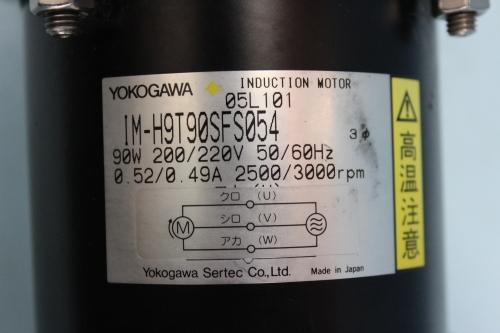 YOKOGAWA INDUCTION MOTOR
05L101
IM-H9T90SFS054 3φ
90W 200/220V 50/60Hz
0.52/0.49A 2500/3000rpm
クロ (U)
シロ (V)
M
アカ (W)
Yokogawa Sertec Co.,Ltd. Made in Japan
高温注意